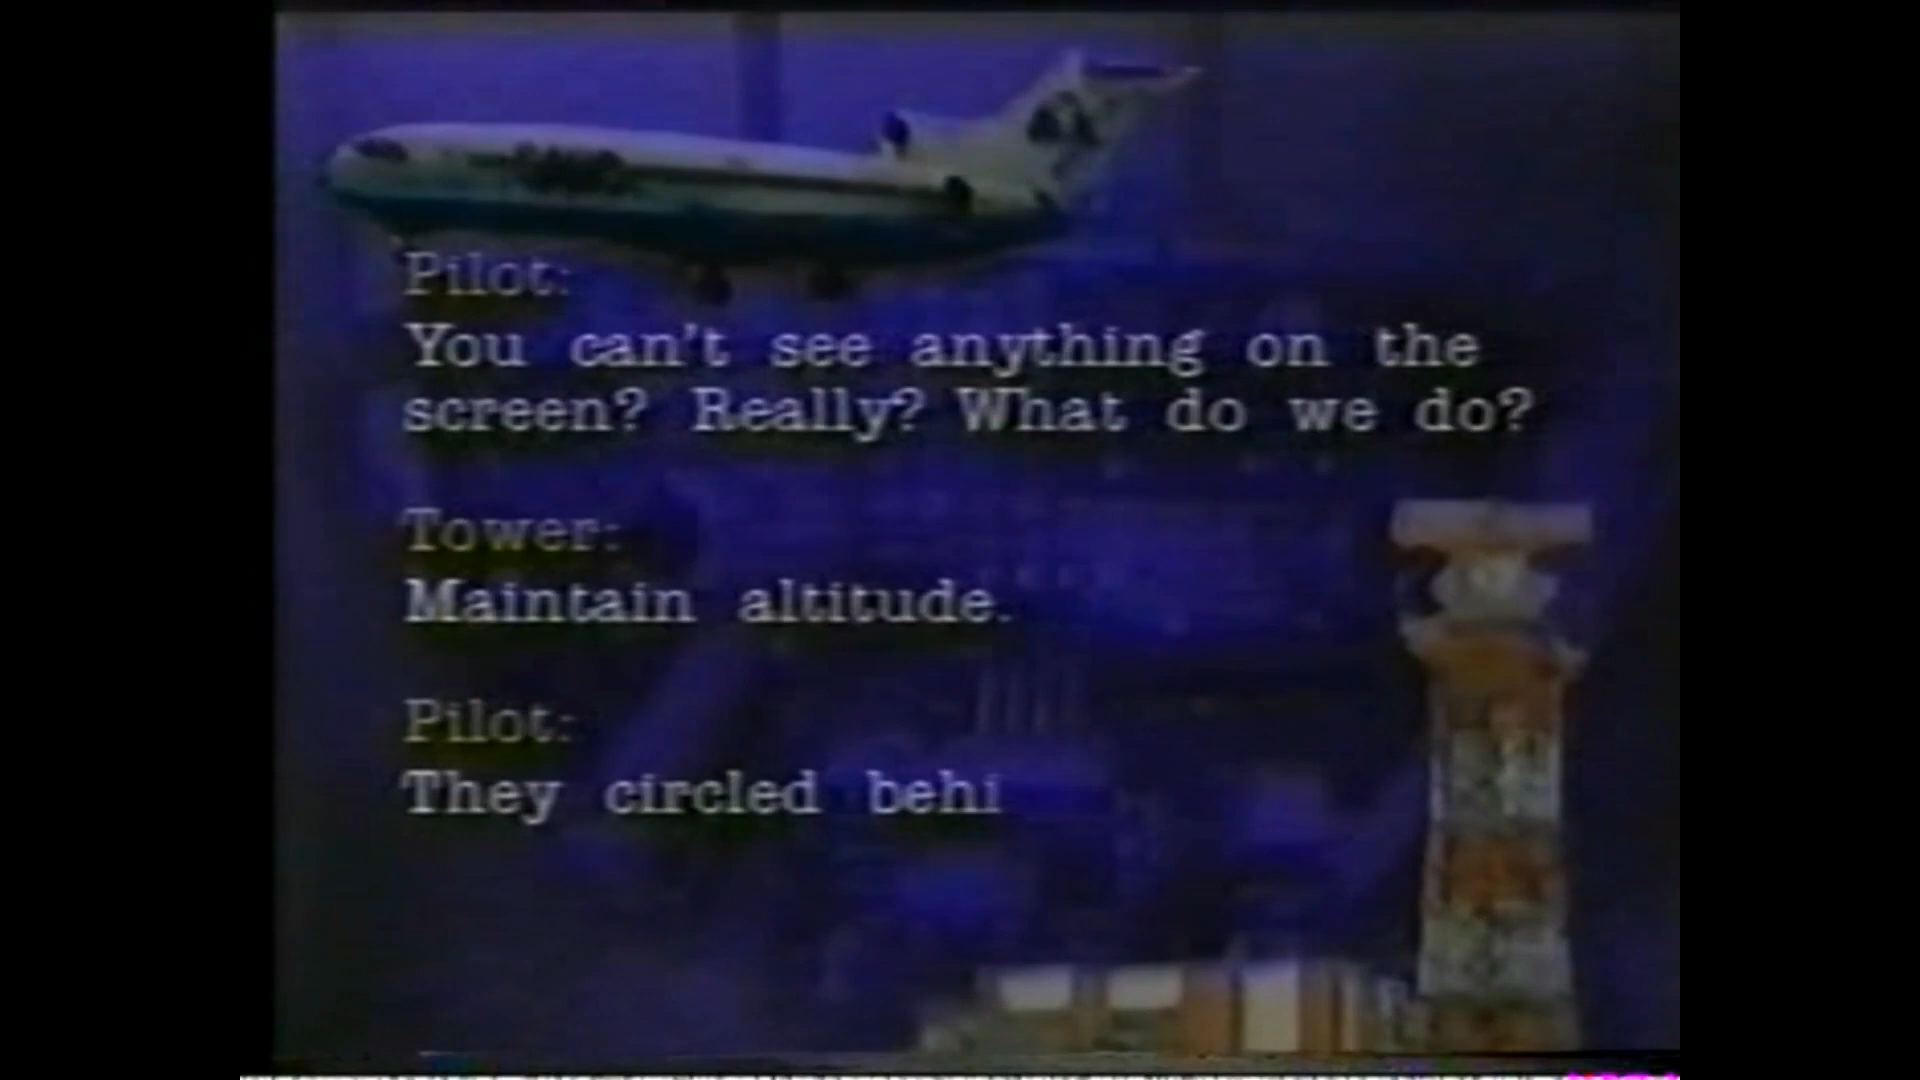 Pilot:
You can't see anything on the
screen? Really? What do we do?
Tower:
Maintain altitude.
Pilot:
They circled behi